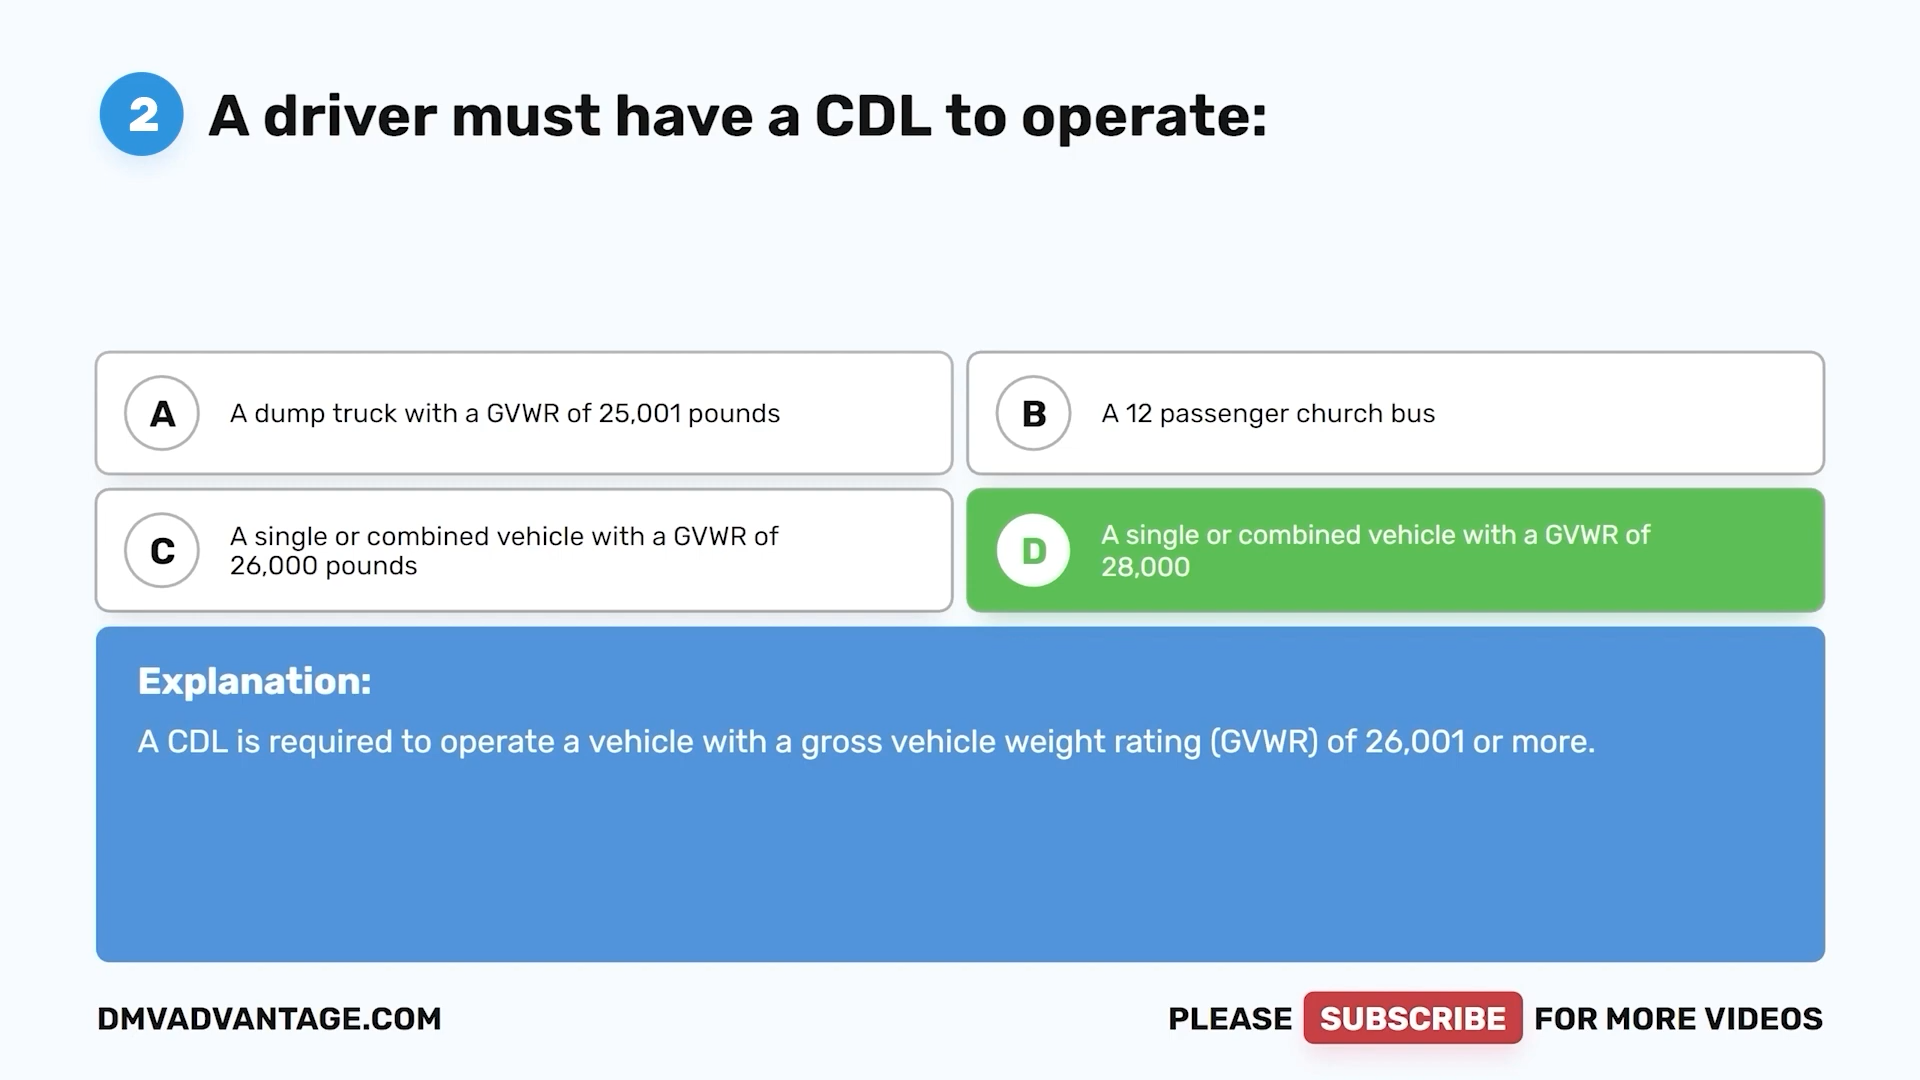 2 A driver must have a CDL to operate:
A A dump truck with a GVWR of 25,001 pounds
B A 12 passenger church bus
C A single or combined vehicle with a GVWR of
26,000 pounds
D A single or combined vehicle with a GVWR of
28,000
Explanation:
A CDL is required to operate a vehicle with a gross vehicle weight rating (GVWR) of 26,001 or more.
DMVADVANTAGE.COM
PLEASE SUBSCRIBE FOR MORE VIDEOS